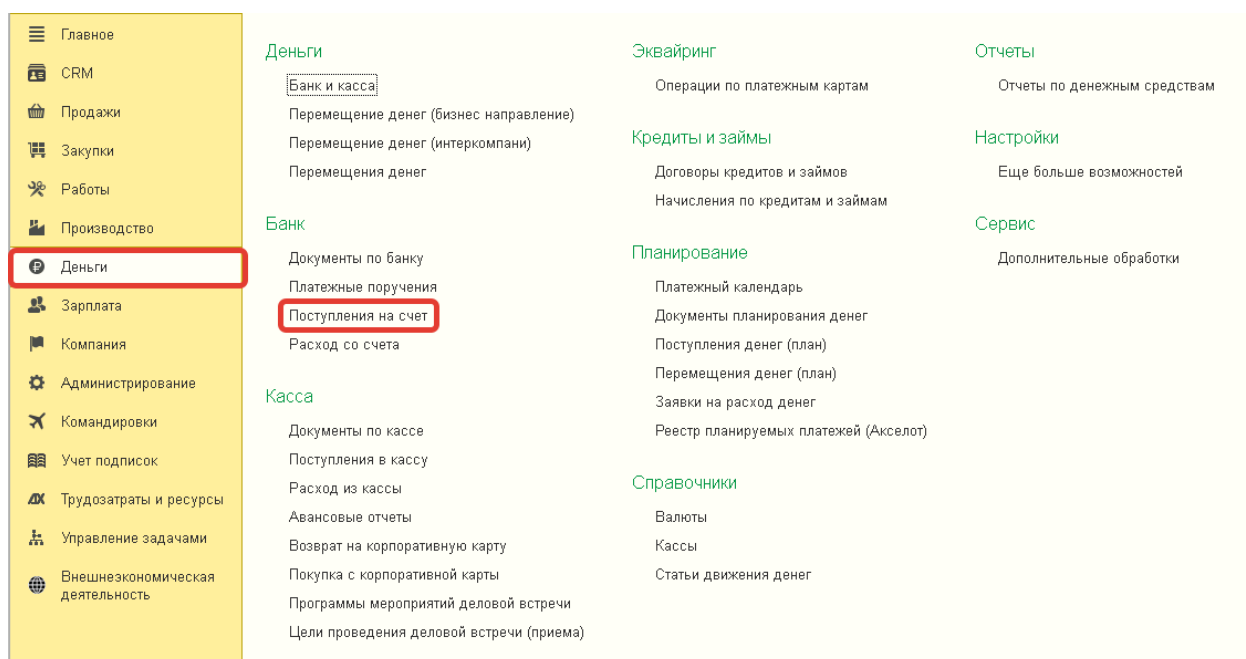 Главное
CRM
Продажи
Закупки
Работы
Производство
Деньги
Зарплата
Компания
Администрирование
Командировки
Учет подписок
Трудозатраты и ресурсы
Управление задачами
Внешнеэкономическая
деятельность
Деньги
Банк и касса
Перемещение денег (бизнес направление)
Перемещение денег (интеркомпани)
Перемещения денег
Банк
Документы по банку
Платежные поручения
Поступления на счет
Расход со счета
Касса
Документы по кассе
Поступления в кассу
Расход из кассы
Авансовые отчеты
Возврат на корпоративную карту
Покупка с корпоративной карты
Программы мероприятий деловой встречи
Цели проведения деловой встречи (приема)
Эквайринг
Операции по платежным картам
Кредиты и займы
Договоры кредитов и займов
Начисления по кредитам и займам
Планирование
Платежный календарь
Документы планирования денег
Поступления денег (план)
Перемещения денег (план)
Заявки на расход денег
Реестр планируемых платежей (Акселот)
Справочники
Валюты
Кассы
Статьи движения денег
Отчеты
Отчеты по денежным средствам
Настройки
Еще больше возможностей
Сервис
Дополнительные обработки